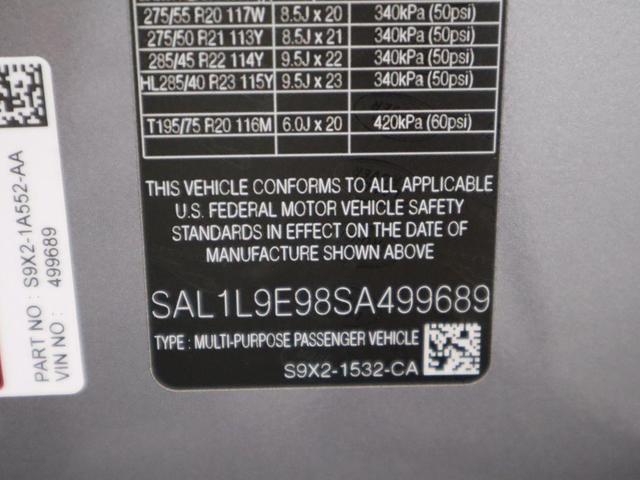 275/55 R20 117W 8.5J x 20 340kPa (50psi)
275/50 R21 113Y 8.5J x 21 340kPa (50psi)
285/45 R22 114Y 9.5J x 22 340kPa (50psi)
HL285/40 R23 115Y 9.5J x 23 340kPa (50psi)
T195/75 R20 116M 6.0J x 20 420kPa (60psi)
THIS VEHICLE CONFORMS TO ALL APPLICABLE
U.S. FEDERAL MOTOR VEHICLE SAFETY
STANDARDS IN EFFECT ON THE DATE OF
MANUFACTURE SHOWN ABOVE
SAL1L9E98SA499689
TYPE : MULTI-PURPOSE PASSENGER VEHICLE
S9X2-1532-CA
PART NO : S9X2-1A552-AA
VIN NO : 499689